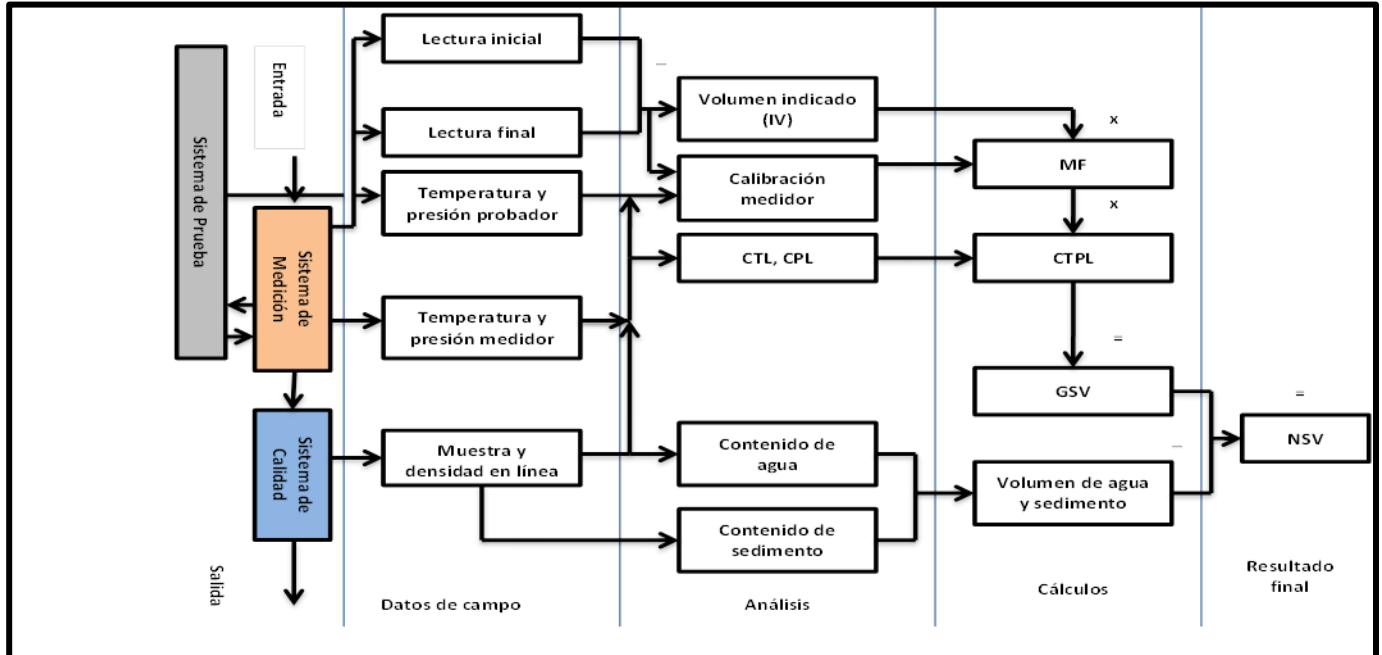 Sistema de Prueba
Entrada
Sistema de
Medición
Sistema de
Calidad
Salida
Lectura inicial
Lectura final
Temperatura y
presión probador
Temperatura y
presión medidor
Muestra y
densidad en línea
Datos de campo
_
Volumen indicado
(IV)
Calibración
medidor
CTL, CPL
Contenido de
agua
Contenido de
sedimento
Análisis
x
MF
x
CTPL
=
GSV
_
Volumen de agua
y sedimento
Cálculos
=
NSV
Resultado
final